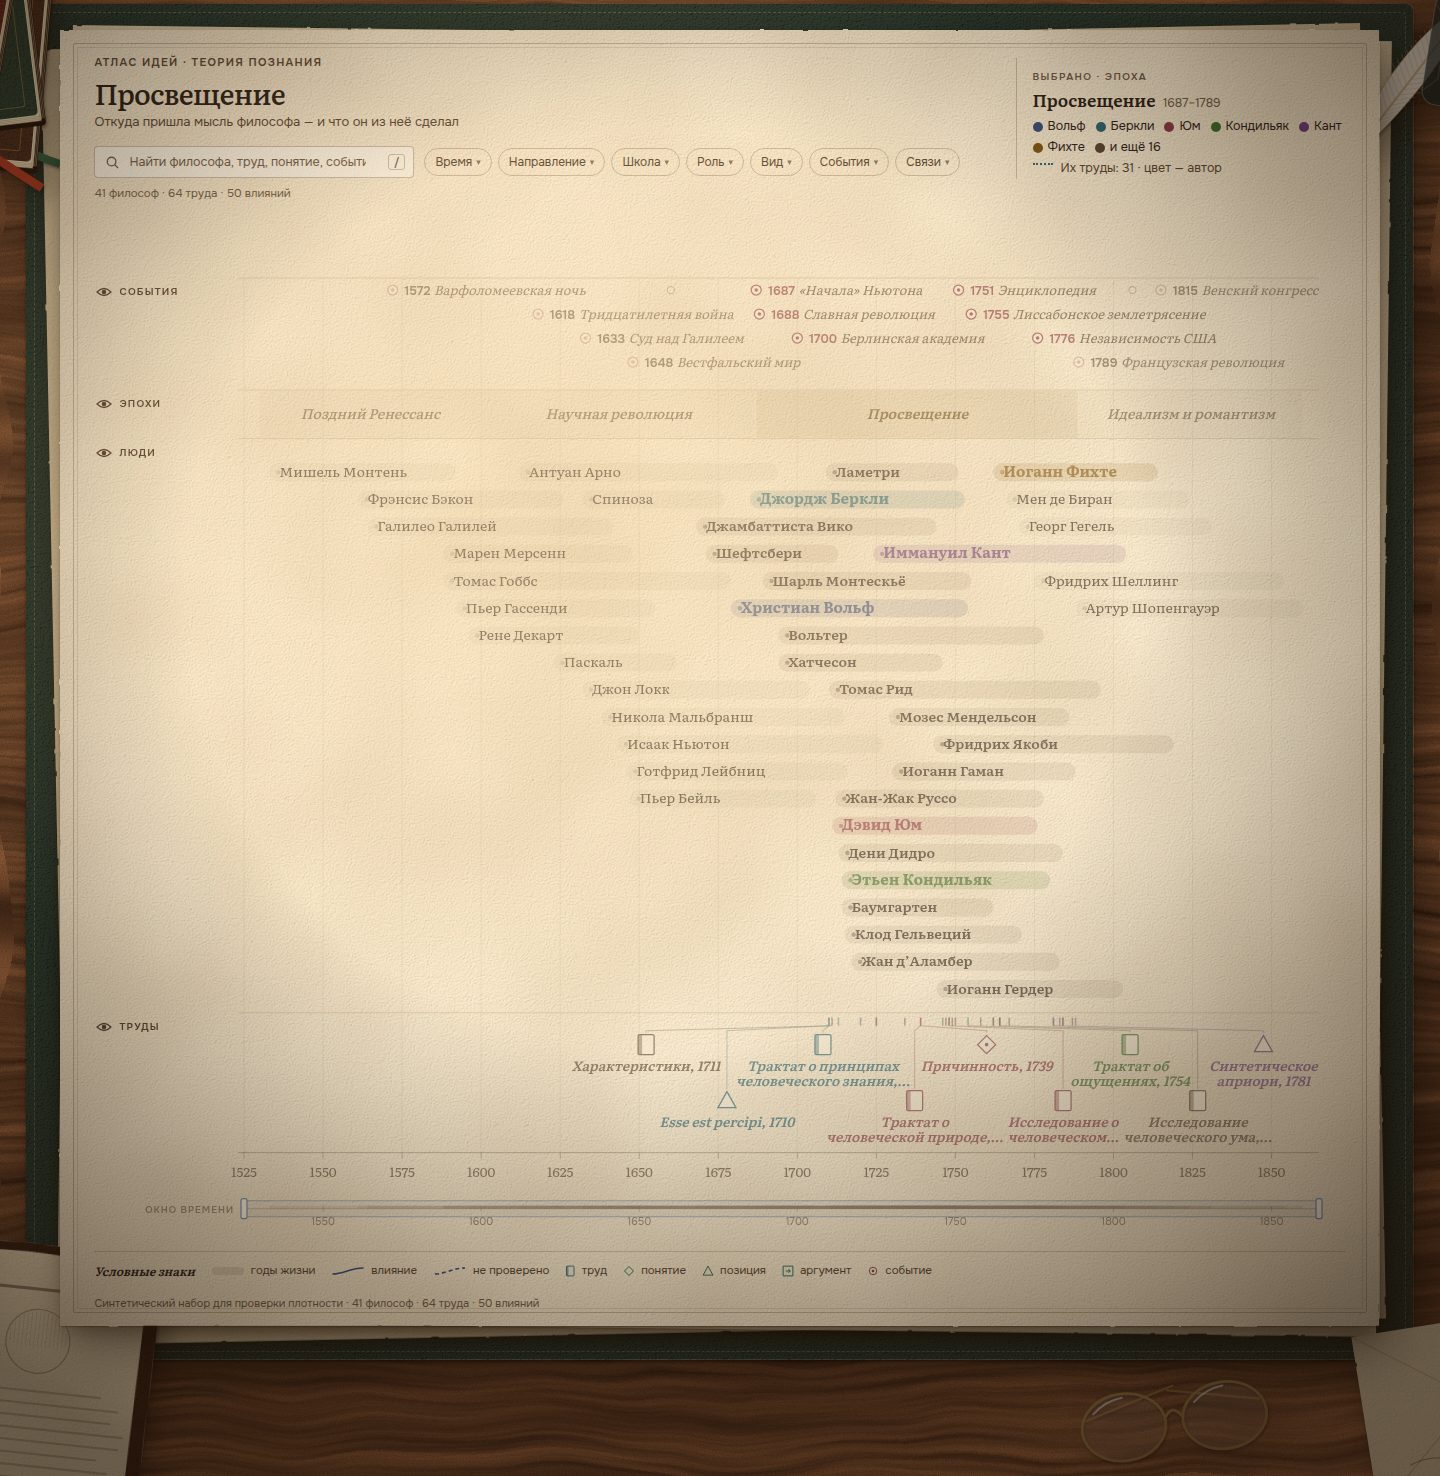 АТЛАС ИДЕЙ · ТЕОРИЯ ПОЗНАНИЯ
Просвещение
Откуда пришла мысль философа — и что он из неё сделал
Найти философа, труд, понятие, событи
/
Время ▾
Направление ▾
Школа ▾
Роль ▾
Вид ▾
События ▾
Связи ▾
41 философ · 64 труда · 50 влияний
ВЫБРАНО · ЭПОХА
Просвещение 1687–1789
Вольф Беркли Юм Кондильяк Кант
Фихте и ещё 16
Их труды: 31 · цвет — автор
СОБЫТИЯ
1572 Варфоломеевская ночь
1687 «Начала» Ньютона
1751 Энциклопедия
1815 Венский конгресс
1618 Тридцатилетняя война
1688 Славная революция
1755 Лиссабонское землетрясение
1633 Суд над Галилеем
1700 Берлинская академия
1776 Независимость США
1648 Вестфальский мир
1789 Французская революция
ЭПОХИ
Поздний Ренессанс
Научная революция
Просвещение
Идеализм и романтизм
ЛЮДИ
Мишель Монтень
Антуан Арно
Ламетри
Иоганн Фихте
Фрэнсис Бэкон
Спиноза
Джордж Беркли
Мен де Биран
Галилео Галилей
Джамбаттиста Вико
Георг Гегель
Марен Мерсенн
Шефтсбери
Иммануил Кант
Томас Гоббс
Шарль Монтескьё
Фридрих Шеллинг
Пьер Гассенди
Христиан Вольф
Артур Шопенгауэр
Рене Декарт
Вольтер
Паскаль
Хатчесон
Джон Локк
Томас Рид
Никола Мальбранш
Мозес Мендельсон
Исаак Ньютон
Фридрих Якоби
Готфрид Лейбниц
Иоганн Гаман
Пьер Бейль
Жан-Жак Руссо
Дэвид Юм
Дени Дидро
Этьен Кондильяк
Баумгартен
Клод Гельвеций
Жан д’Аламбер
Иоганн Гердер
ТРУДЫ
Характеристики, 1711
Трактат о принципах
человеческого знания,...
Причинность, 1739
Трактат об
ощущениях, 1754
Синтетическое
априори, 1781
Esse est percipi, 1710
Трактат о
человеческой природе,...
Исследование о
человеческом...
Исследование
человеческого ума,...
1525 1550 1575 1600 1625 1650 1675 1700 1725 1750 1775 1800 1825 1850
ОКНО ВРЕМЕНИ
1550 1600 1650 1700 1750 1800 1850
Условные знаки годы жизни влияние не проверено труд понятие позиция аргумент событие
Синтетический набор для проверки плотности · 41 философ · 64 труда · 50 влияний